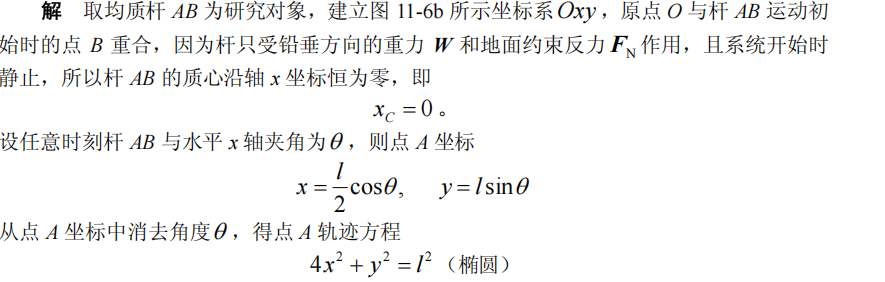 解 取均质杆 AB 为研究对象，建立图 11-6b 所示坐标系Oxy，原点 O 与杆 AB 运动初
始时的点 B 重合，因为杆只受铅垂方向的重力 W 和地面约束反力 F_N 作用，且系统开始时
静止，所以杆 AB 的质心沿轴 x 坐标恒为零，即
x_C = 0。
设任意时刻杆 AB 与水平 x 轴夹角为θ，则点 A 坐标
x = \frac{l}{2}cosθ, y = l sinθ
从点 A 坐标中消去角度θ，得点 A 轨迹方程
4x² + y² = l²（椭圆）